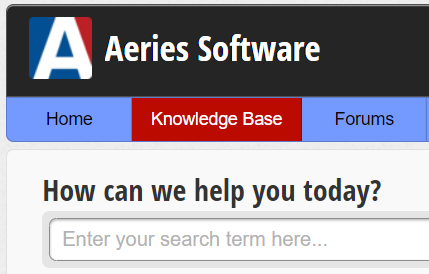 A Aeries Software
Home Knowledge Base Forums
How can we help you today?
Enter your search term here...